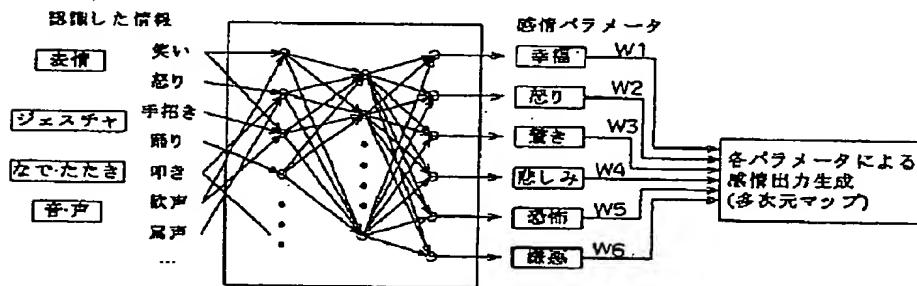 認識した情報
感情パラメータ
表情
ジェスチャ
なで・たたき
音・声
笑い
怒り
手招き
踊り
叩き
歓声
罵声
...
幸福
怒り
驚き
悲しみ
恐怖
嫌悪
W1
W2
W3
W4
W5
W6
各パラメータによる
感情出力生成
(多次元マップ)